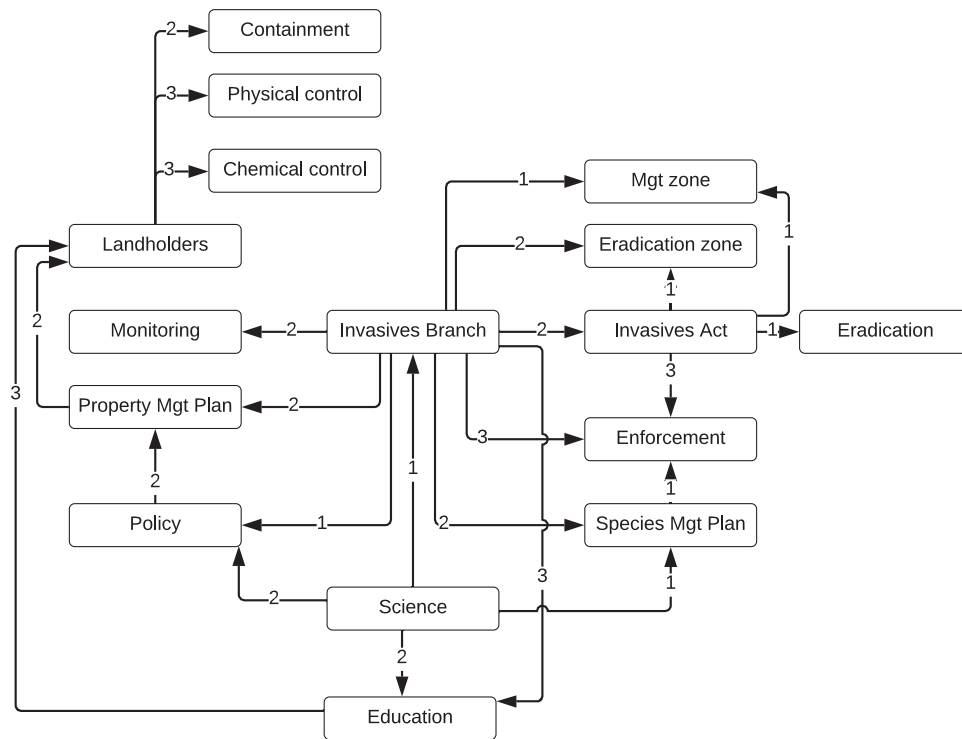 2 Containment
3 Physical control
3 Chemical control
1 Mgt zone
Landholders
2 Eradication zone
1
2
1
Monitoring
2
Invasives Branch
2
Invasives Act
1
Eradication
3
3
Property Mgt Plan
2
3
Enforcement
2
1
1
Policy
1
2
Species Mgt Plan
3
1
2
Science
2
Education